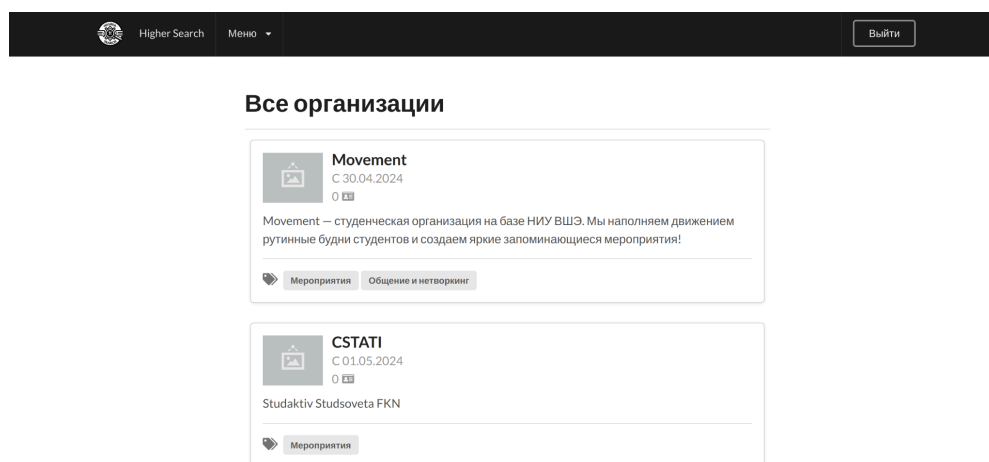 Higher Search Меню Выйти
Все организации
Movement
С 30.04.2024
0
Movement — студенческая организация на базе НИУ ВШЭ. Мы наполняем движением
рутинные будни студентов и создаем яркие запоминающиеся мероприятия!
Мероприятия Общение и нетворкинг
CSTATI
С 01.05.2024
0
Studaktiv Studsoveta FKN
Мероприятия